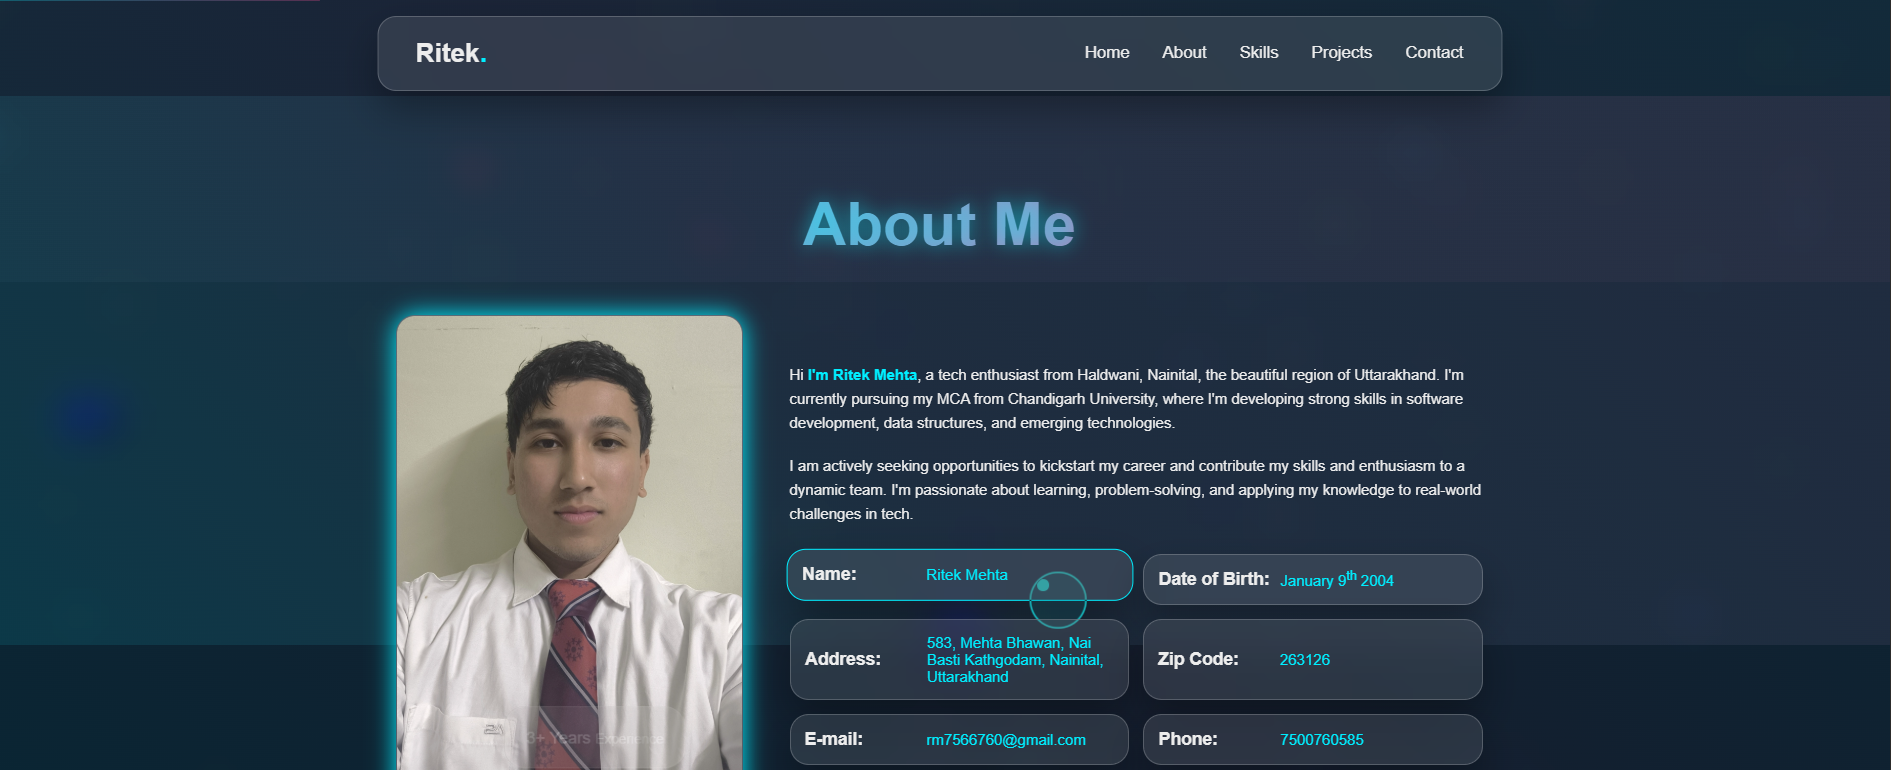 Ritek.
Home About Skills Projects Contact
About Me
Hi I'm Ritek Mehta, a tech enthusiast from Haldwani, Nainital, the beautiful region of Uttarakhand. I'm
currently pursuing my MCA from Chandigarh University, where I'm developing strong skills in software
development, data structures, and emerging technologies.
I am actively seeking opportunities to kickstart my career and contribute my skills and enthusiasm to a
dynamic team. I'm passionate about learning, problem-solving, and applying my knowledge to real-world
challenges in tech.
Name: Ritek Mehta
Date of Birth: January 9th 2004
Address: 583, Mehta Bhawan, Nai
Basti Kathgodam, Nainital,
Uttarakhand
Zip Code: 263126
E-mail: rm7566760@gmail.com
Phone: 7500760585
3+ Years Experience